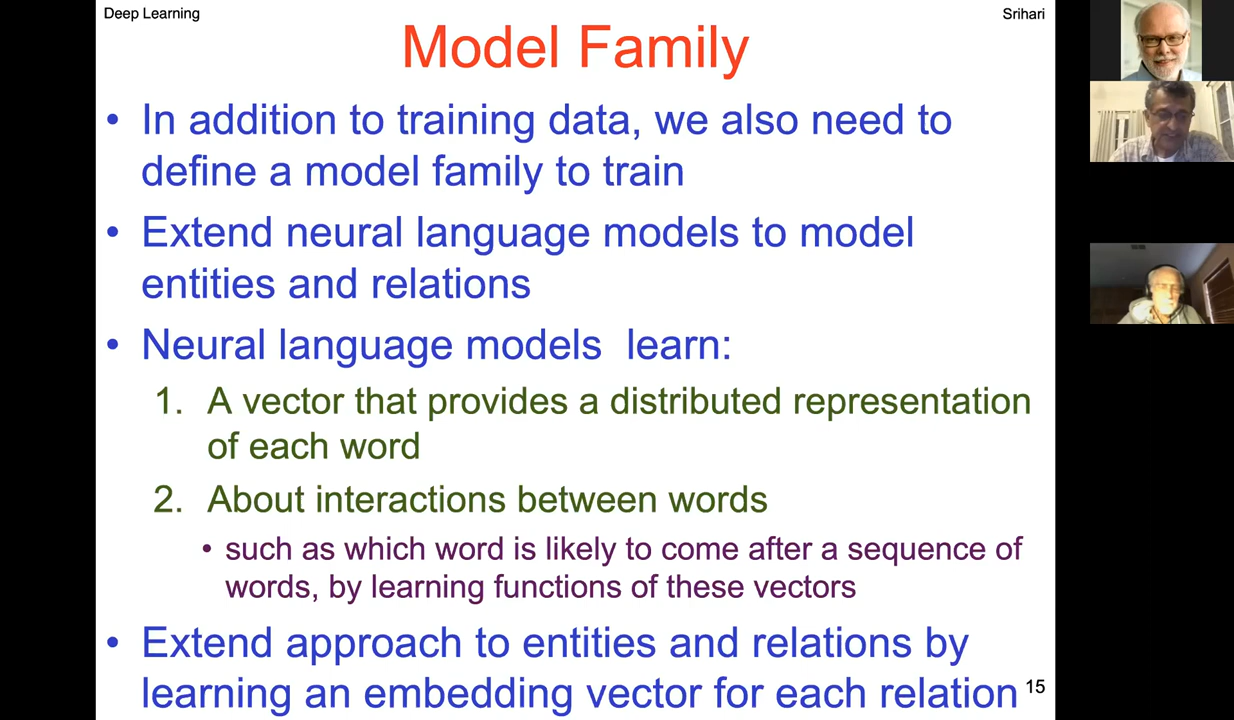 Deep Learning
Srihari
Model Family
• In addition to training data, we also need to
define a model family to train
• Extend neural language models to model
entities and relations
• Neural language models learn:
1. A vector that provides a distributed representation
of each word
2. About interactions between words
• such as which word is likely to come after a sequence of
words, by learning functions of these vectors
• Extend approach to entities and relations by
learning an embedding vector for each relation
15